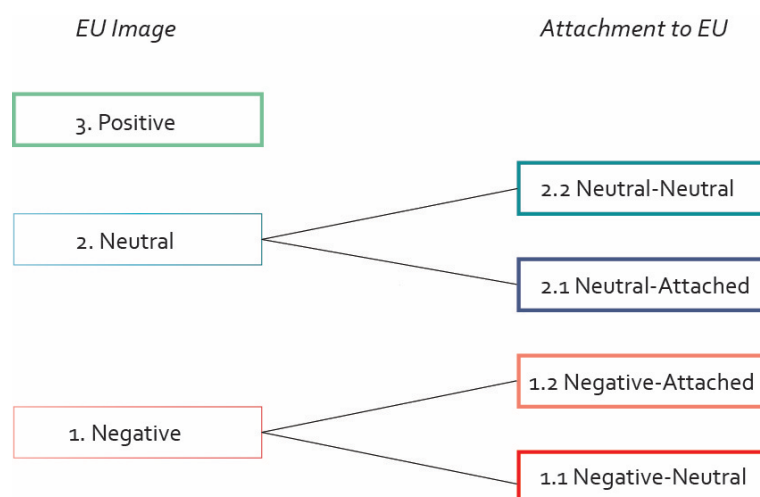 EU Image
Attachment to EU
3. Positive
2.2 Neutral-Neutral
2. Neutral
2.1 Neutral-Attached
1.2 Negative-Attached
1. Negative
1.1 Negative-Neutral